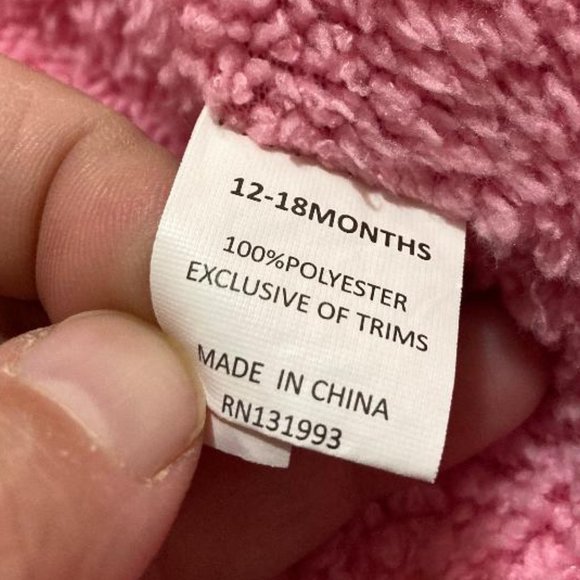 12-18MONTHS
100%POLYESTER
EXCLUSIVE OF TRIMS
MADE IN CHINA
RN131993